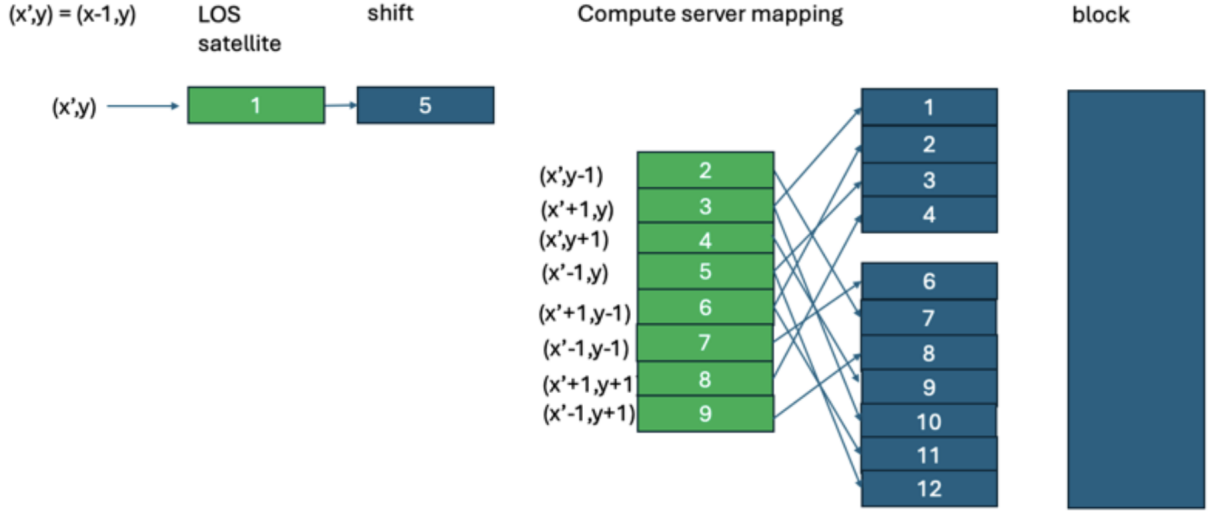 (x’,y) = (x-1,y)
LOS satellite
shift
Compute server mapping
block
(x’,y)
1
5
(x’,y-1)
2
(x’+1,y)
3
(x’,y+1)
4
(x’-1,y)
5
(x’+1,y-1)
6
(x’-1,y-1)
7
(x’+1,y+1
8
(x’-1,y+1)
9
1
2
3
4
6
7
8
9
10
11
12